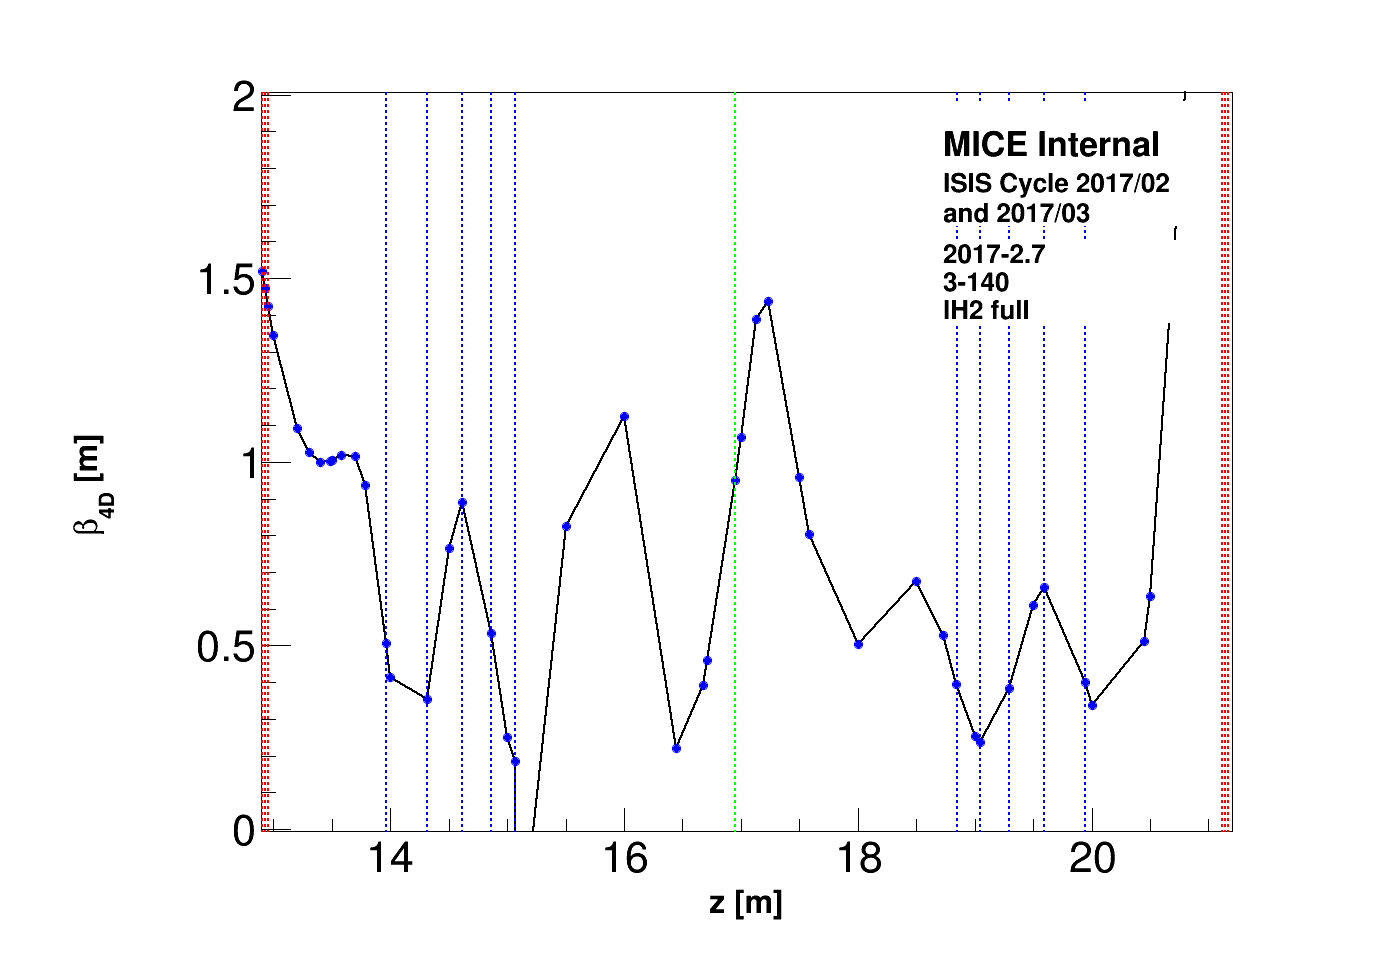 2
1.5
1
0.5
0
β4D [m]
MICE Internal
ISIS Cycle 2017/02
and 2017/03
2017-2.7
3-140
lH2 full
14 16 18 20
z [m]